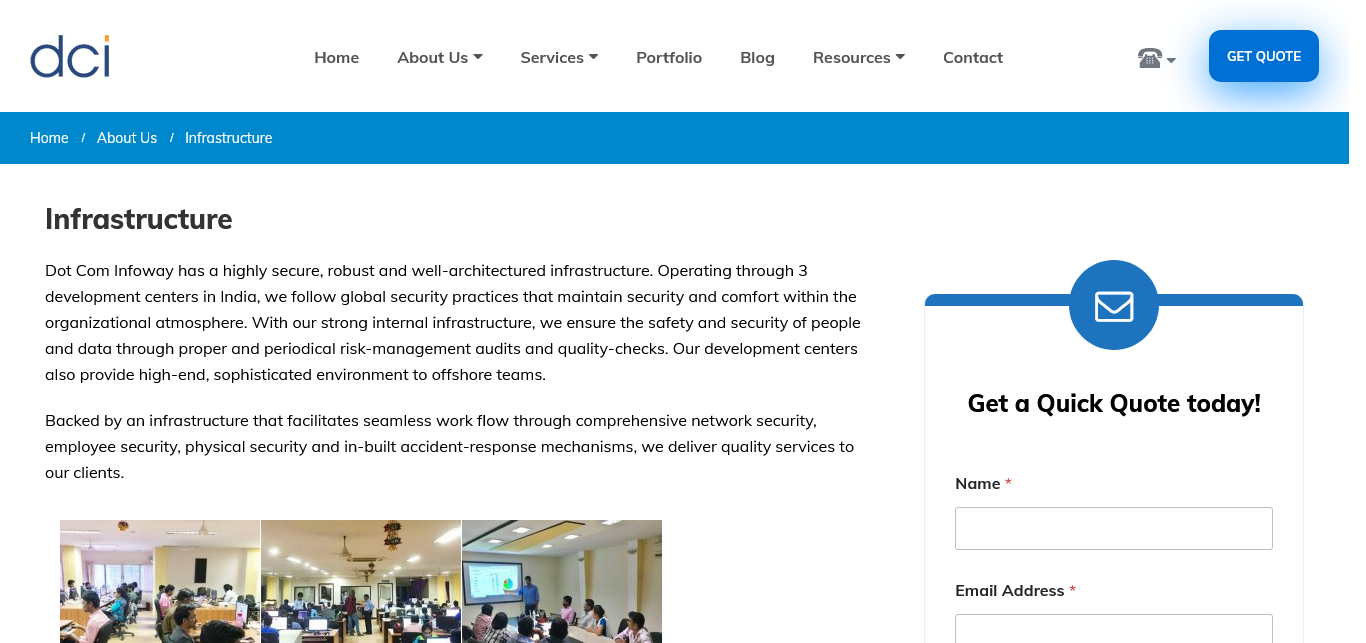 dci
Home
About Us
Services
Portfolio
Blog
Resources
Contact
GET QUOTE
Home / About Us / Infrastructure
Infrastructure
Dot Com Infoway has a highly secure, robust and well-architectured infrastructure. Operating through 3
development centers in India, we follow global security practices that maintain security and comfort within the
organizational atmosphere. With our strong internal infrastructure, we ensure the safety and security of people
and data through proper and periodical risk-management audits and quality-checks. Our development centers
also provide high-end, sophisticated environment to offshore teams.
Backed by an infrastructure that facilitates seamless work flow through comprehensive network security,
employee security, physical security and in-built accident-response mechanisms, we deliver quality services to
our clients.
Get a Quick Quote today!
Name *
Email Address *